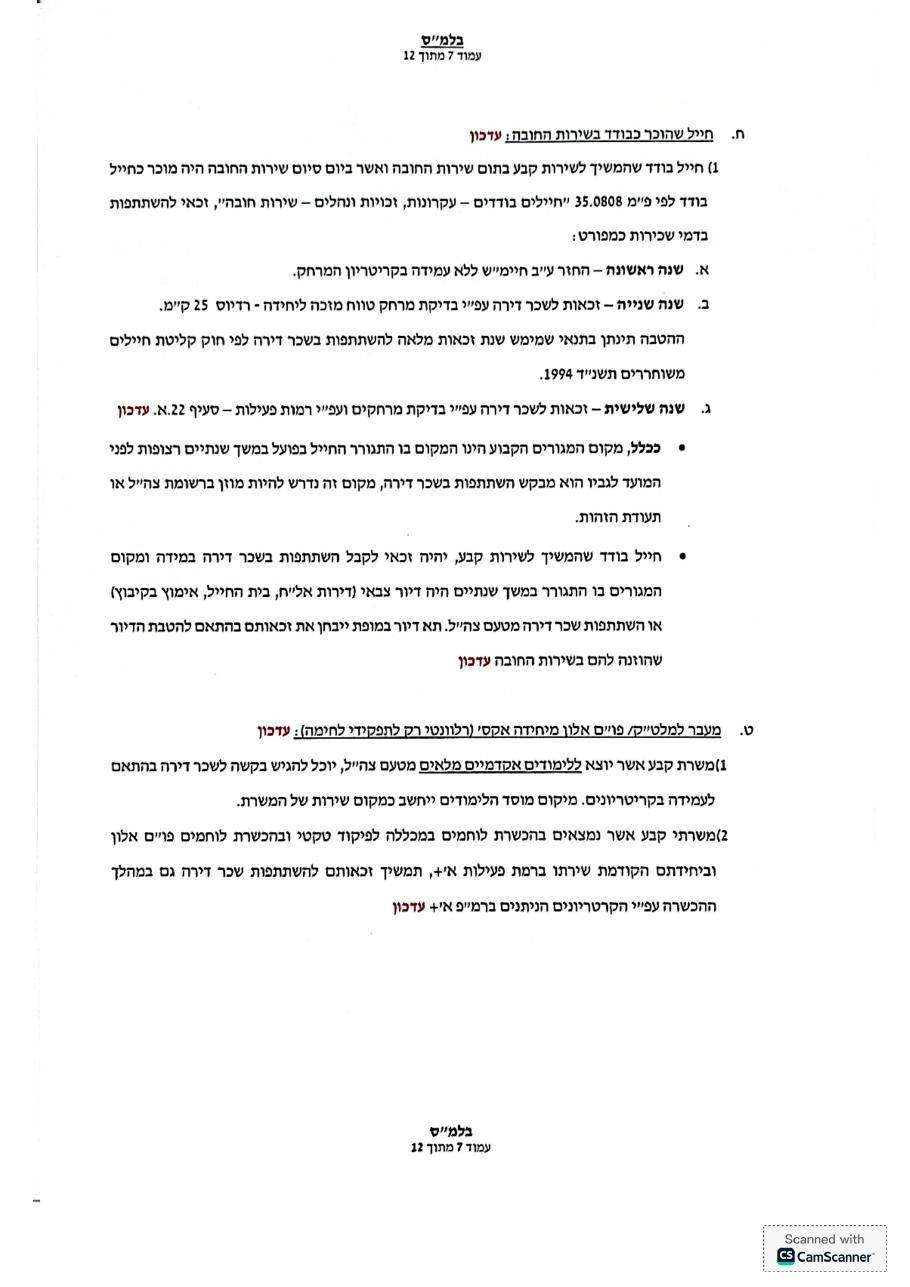 בלמ״ס
עמוד 7 מתוך 12
ח. חייל שהוכר כבודד בשירות החובה: עדכון
1) חייל בודד שהמשיך לשירות קבע בתום שירות החובה ואשר ביום סיום שירות החובה היה מוכר כחייל
בודד לפי פ״מ 35.0808 ״חיילים בודדים – עקרונות, זכויות ונהלים – שירות חובה״, זכאי להשתתפות
בדמי שכירות כמפורט:
א. שנה ראשונה – החזר ע״ב חיימ״ש ללא עמידה בקריטריון המרחק.
ב. שנה שנייה – זכאות לשכר דירה עפ״י בדיקת מרחק טווח מזכה ליחידה - רדיוס 25 ק״מ.
ההטבה תינתן בתנאי שמימש שנת זכאות מלאה להשתתפות בשכר דירה לפי חוק קליטת חיילים
משוחררים תשנ״ד 1994.
ג. שנה שלישית – זכאות לשכר דירה עפ״י בדיקת מרחקים ועפ״י רמות פעילות – סעיף 22.א. עדכון
• ככלל, מקום המגורים הקבוע הינו המקום בו התגורר החייל בפועל במשך שנתיים רצופות לפני
המועד לגביו הוא מבקש השתתפות בשכר דירה, מקום זה נדרש להיות מוזן ברשומת צה״ל או
תעודת הזהות.
• חייל בודד שהמשיך לשירות קבע, יהיה זכאי לקבל השתתפות בשכר דירה במידה ומקום
המגורים בו התגורר במשך שנתיים היה דיור צבאי (דירות אל״ח, בית החייל, אימוץ בקיבוץ)
או השתתפות שכר דירה מטעם צה״ל. תא דיור במופת ייבחן את זכאותם בהתאם להטבת הדיור
שהוזנה להם בשירות החובה עדכון
ט. מעבר למלט״ק/ פו״ם אלון מיחידה אקס׳ (רלוונטי רק לתפקידי לחימה): עדכון
1)משרת קבע אשר יוצא ללימודים אקדמיים מלאים מטעם צה״ל, יוכל להגיש בקשה לשכר דירה בהתאם
לעמידה בקריטריונים. מיקום מוסד הלימודים ייחשב כמקום שירות של המשרת.
2)משרתי קבע אשר נמצאים בהכשרת לוחמים במכללה לפיקוד טקטי ובהכשרת לוחמים פו״ם אלון
וביחידתם הקודמת שירתו ברמת פעילות א׳+, תמשיך זכאותם להשתתפות שכר דירה גם במהלך
ההכשרה עפ״י הקרטריונים הניתנים ברמ״פ א׳+ עדכון
בלמ״ס
עמוד 7 מתוך 12
Scanned with
CS CamScanner